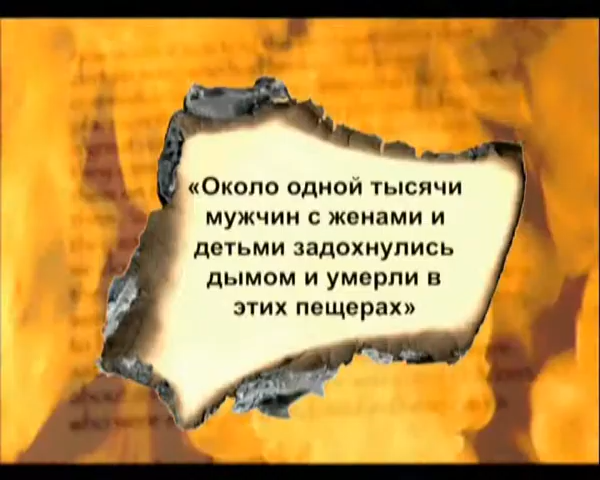 «Около одной тысячи
мужчин с женами и
детьми задохнулись
дымом и умерли в
этих пещерах»